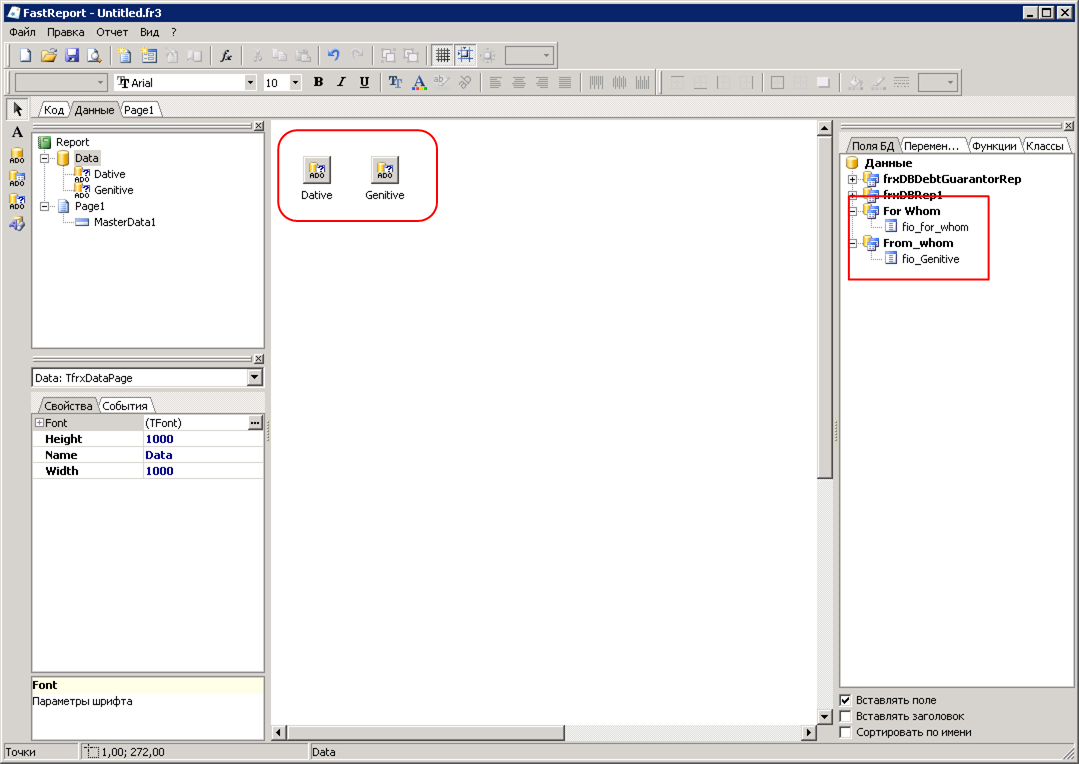 FastReport - Untitled.fr3
Файл Правка Отчет Вид ?
Arial 10 B I U
Код Данные Page1
Report
Data
Dative
Genitive
Page1
MasterData1
Dative Genitive
Поля БД Перемен... Функции Классы
Данные
frxDBDebtGuarantorRep
frxDBRep1
For Whom
fio_for_whom
From_whom
fio_Genitive
Data: TfrxDataPage
Свойства События
Font (TFont)
Height 1000
Name Data
Width 1000
Font
Параметры шрифта
Вставлять поле
Вставлять заголовок
Сортировать по имени
Точки 1,00; 272,00 Data